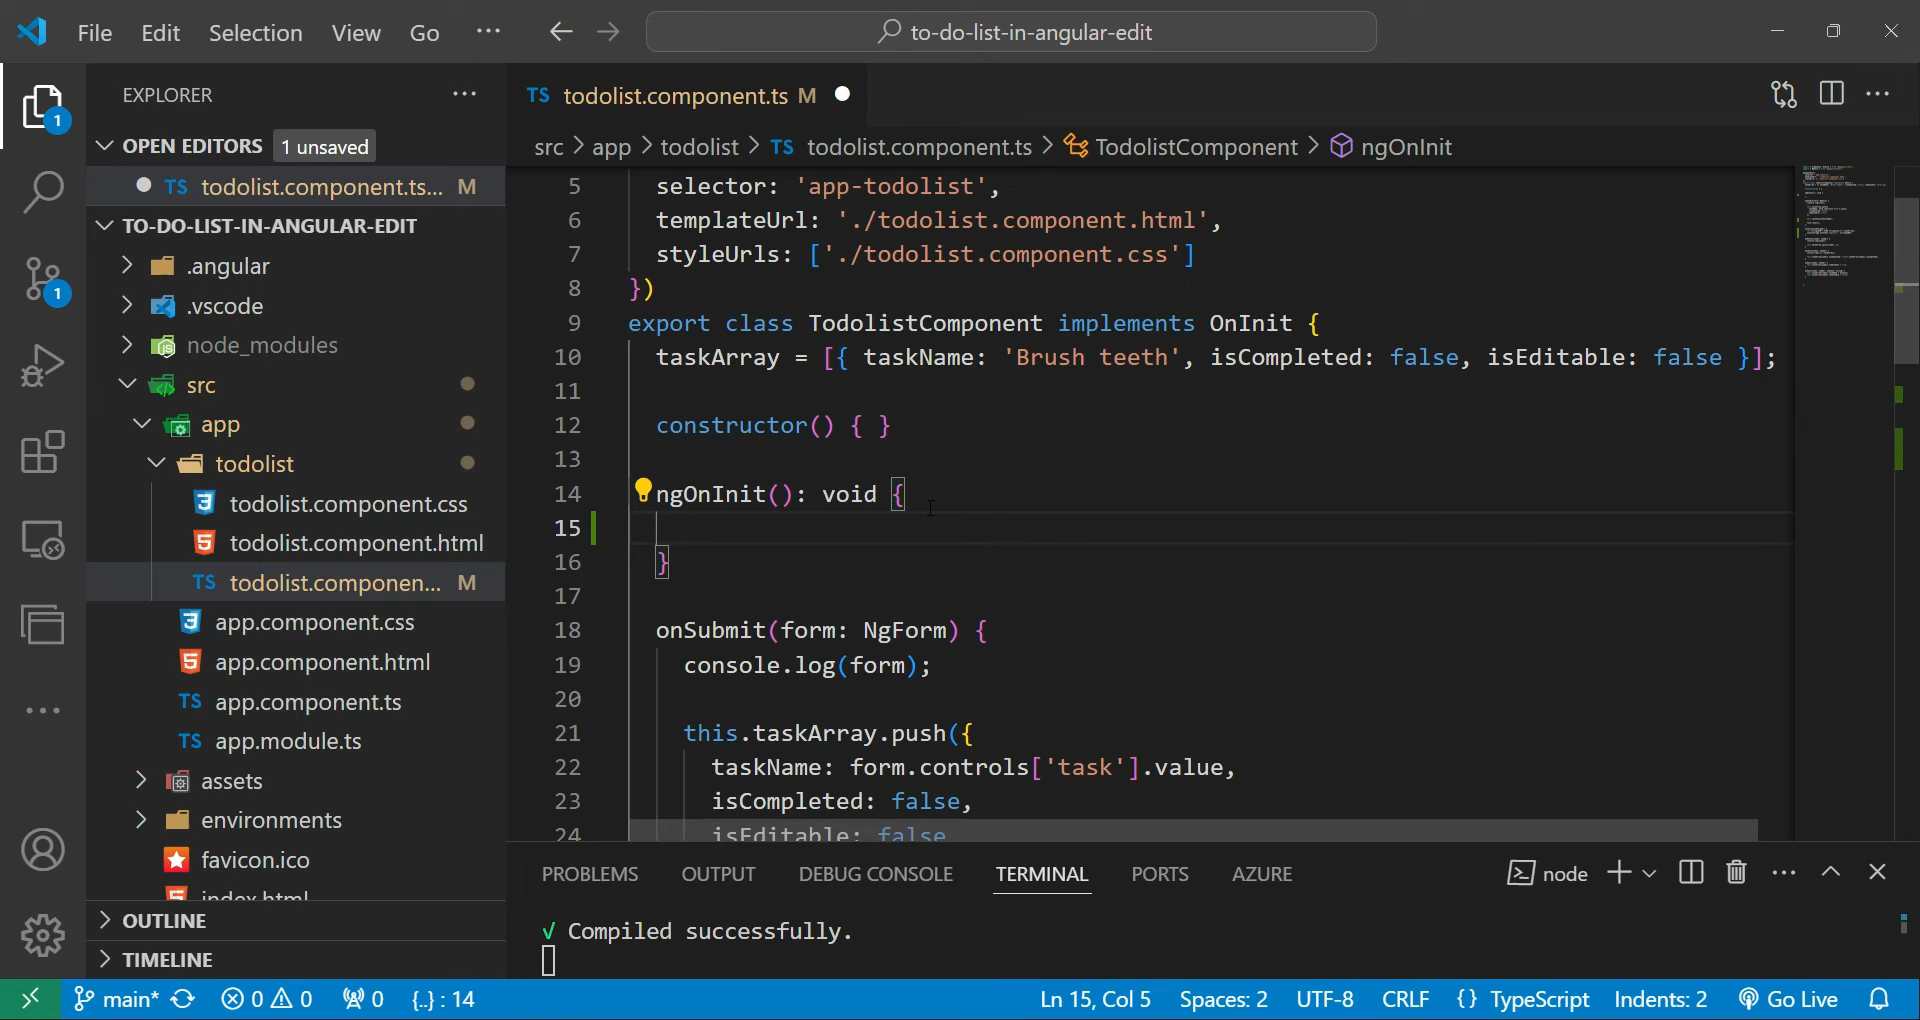 File Edit Selection View Go ··· to-do-list-in-angular-edit
EXPLORER ···
OPEN EDITORS 1 unsaved
TS todolist.component.ts... M
TO-DO-LIST-IN-ANGULAR-EDIT
.angular
.vscode
node_modules
src
app
todolist
todolist.component.css
todolist.component.html
TS todolist.componen... M
app.component.css
app.component.html
TS app.component.ts
TS app.module.ts
assets
environments
favicon.ico
index.html
OUTLINE
TIMELINE
1
1
TS todolist.component.ts M
src > app > todolist > TS todolist.component.ts > TodolistComponent > ngOnInit
5 selector: 'app-todolist',
6 templateUrl: './todolist.component.html',
7 styleUrls: ['./todolist.component.css']
8 })
9 export class TodolistComponent implements OnInit {
10 taskArray = [{ taskName: 'Brush teeth', isCompleted: false, isEditable: false }];
11
12 constructor() { }
13
14 ngOnInit(): void {
15
16 }
17
18 onSubmit(form: NgForm) {
19 console.log(form);
20
21 this.taskArray.push({
22 taskName: form.controls['task'].value,
23 isCompleted: false,
24 isEditable: false
PROBLEMS OUTPUT DEBUG CONSOLE TERMINAL PORTS AZURE node
√ Compiled successfully.
main* 0 0 0 {..} : 14 Ln 15, Col 5 Spaces: 2 UTF-8 CRLF {} TypeScript Indents: 2 Go Live